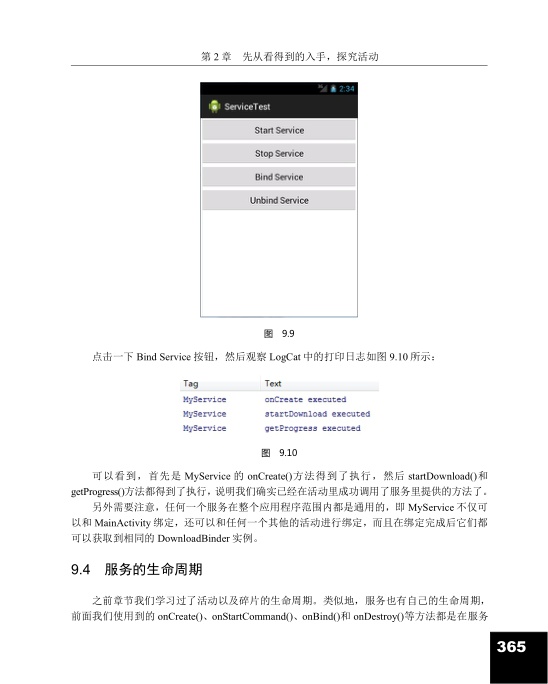 第 2 章　先从看得到的入手，探究活动
2:34
ServiceTest
Start Service
Stop Service
Bind Service
Unbind Service
图　9.9
点击一下 Bind Service 按钮，然后观察 LogCat 中的打印日志如图 9.10 所示：
Tag　Text
MyService　onCreate executed
MyService　startDownload executed
MyService　getProgress executed
图　9.10
可以看到，首先是 MyService 的 onCreate()方法得到了执行，然后 startDownload()和
getProgress()方法都得到了执行，说明我们确实已经在活动里成功调用了服务里提供的方法了。
另外需要注意，任何一个服务在整个应用程序范围内都是通用的，即 MyService 不仅可
以和 MainActivity 绑定，还可以和任何一个其他的活动进行绑定，而且在绑定完成后它们都
可以获取到相同的 DownloadBinder 实例。
9.4　服务的生命周期
之前章节我们学习过了活动以及碎片的生命周期。类似地，服务也有自己的生命周期，
前面我们使用到的 onCreate()、onStartCommand()、onBind()和 onDestroy()等方法都是在服务
365